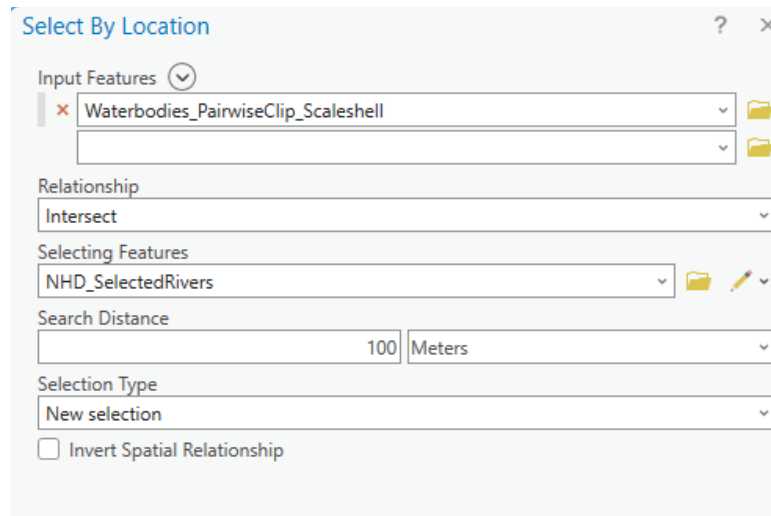 Select By Location ? ×
Input Features
Waterbodies_PairwiseClip_Scaleshell
Relationship
Intersect
Selecting Features
NHD_SelectedRivers
Search Distance
100 Meters
Selection Type
New selection
Invert Spatial Relationship